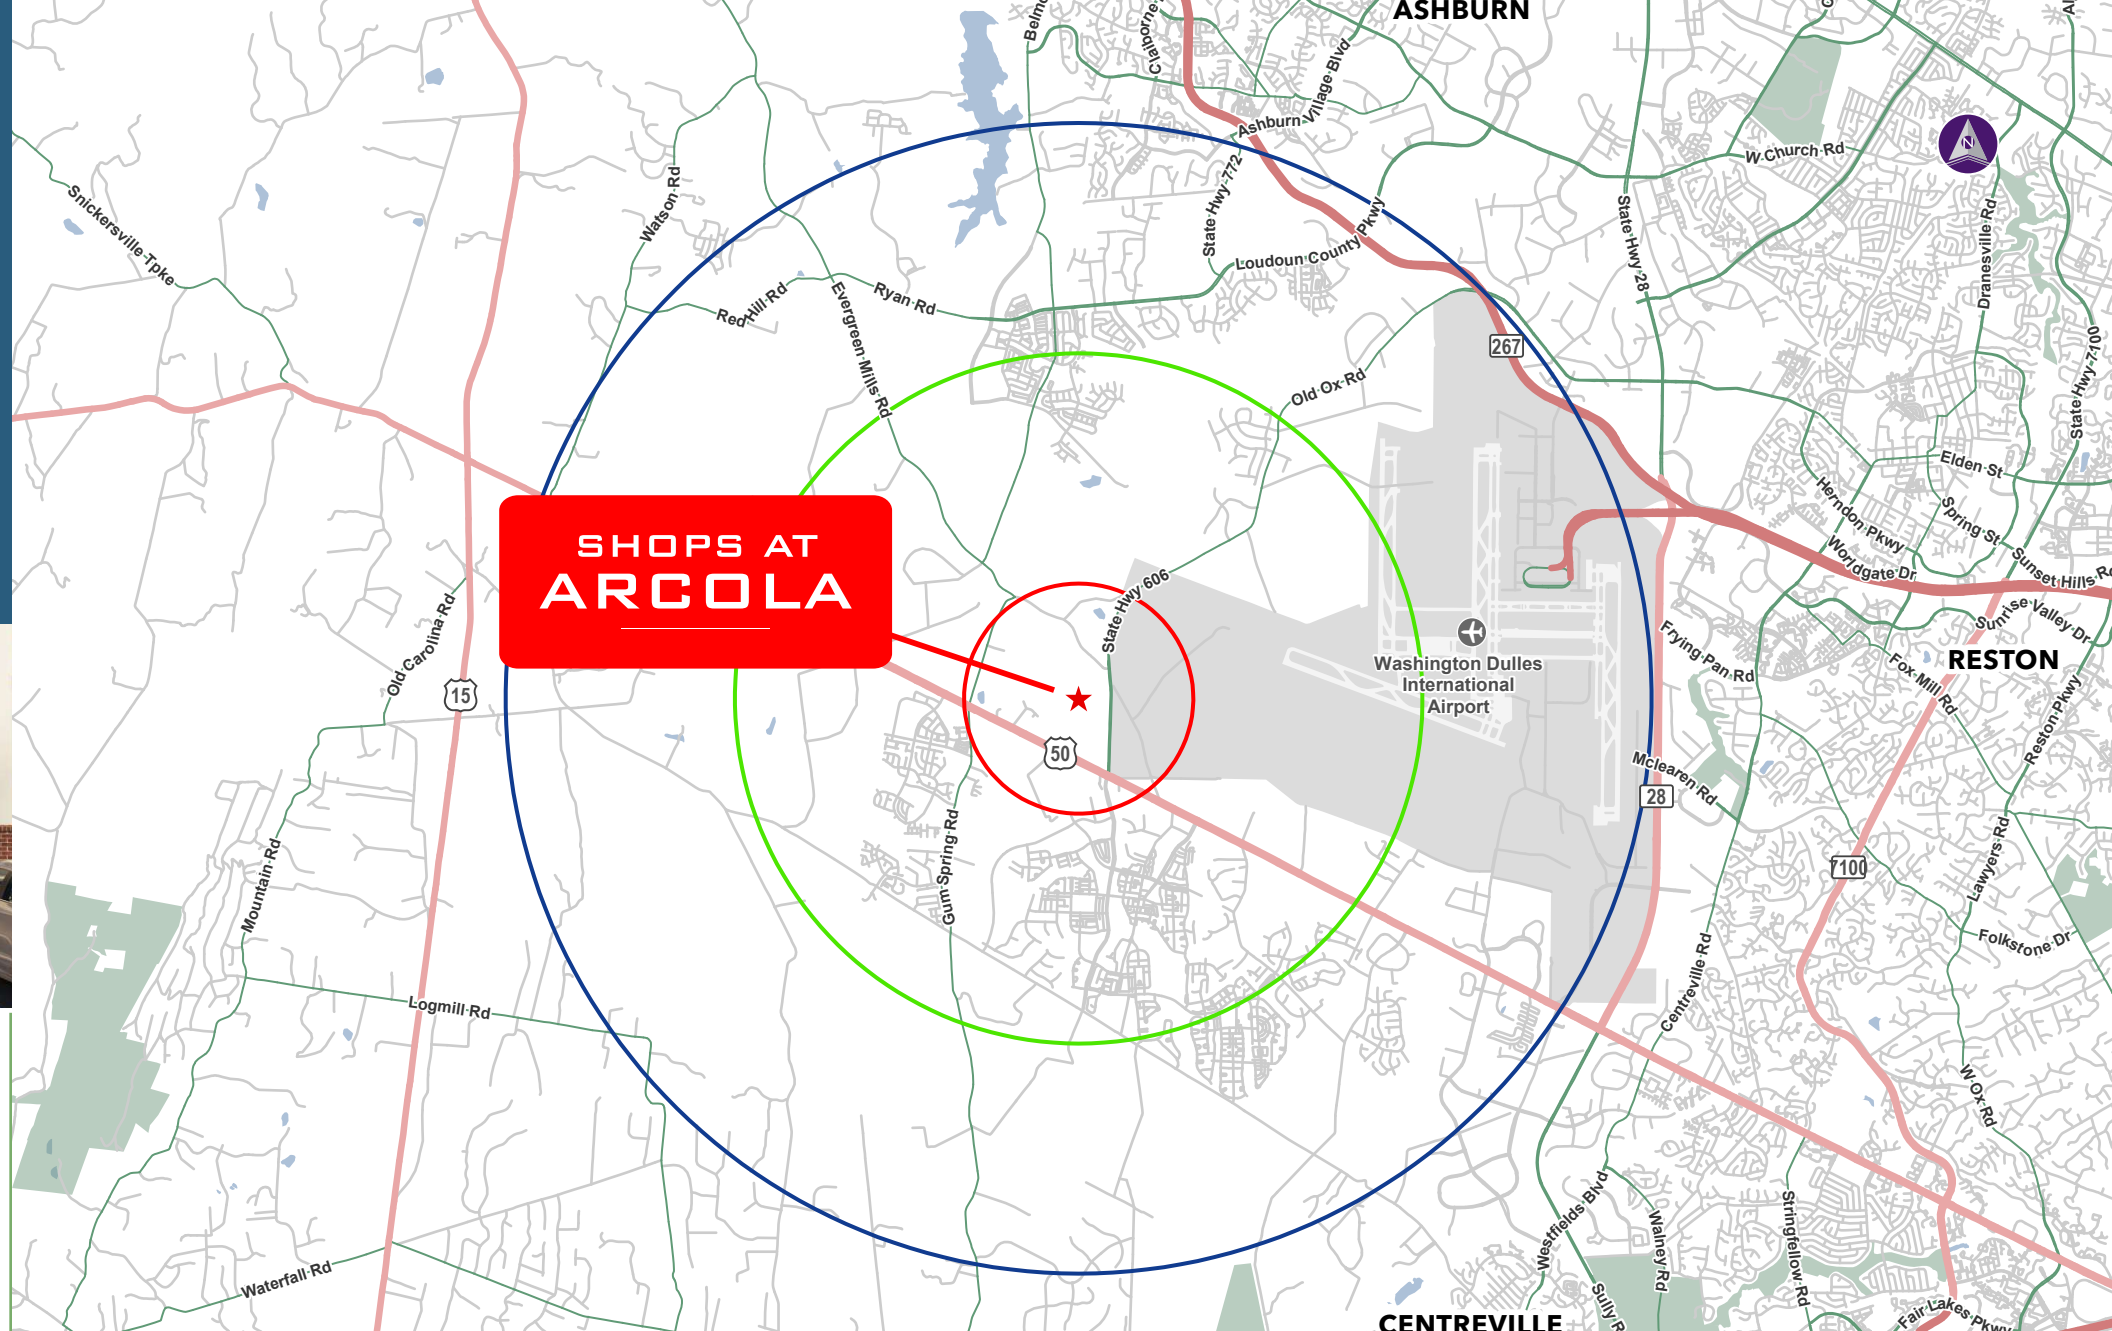 ASHBURN
Claiborne
Ashburn Village Blvd
W Church Rd
N
Snickersville Tpke
Watson Rd
State Hwy 772
Loudoun County Pkwy
State Hwy 28
Dranesville Rd
Red Hill Rd
Evergreen Mills Rd
Ryan Rd
267
State Hwy 7100
Old Ox Rd
Elden St
Herndon Pkwy
Spring St
Worldgate Dr
Sunset Hills
SHOPS AT
ARCOLA
State Hwy 606
Old Carolina Rd
15
Washington Dulles
International
Airport
Frying Pan Rd
Sunrise Valley Dr
RESTON
Fox Mill Rd
Reston Pkwy
50
Mclearen Rd
28
Gum Spring Rd
Mountain Rd
7100
Lawyers Rd
Folkstone Dr
Logmill Rd
Centreville Rd
W Ox Rd
Westfields Blvd
Walney Rd
Stringfellow Rd
Waterfall Rd
Sully
Fair Lakes Pkwy
CENTREVILLE